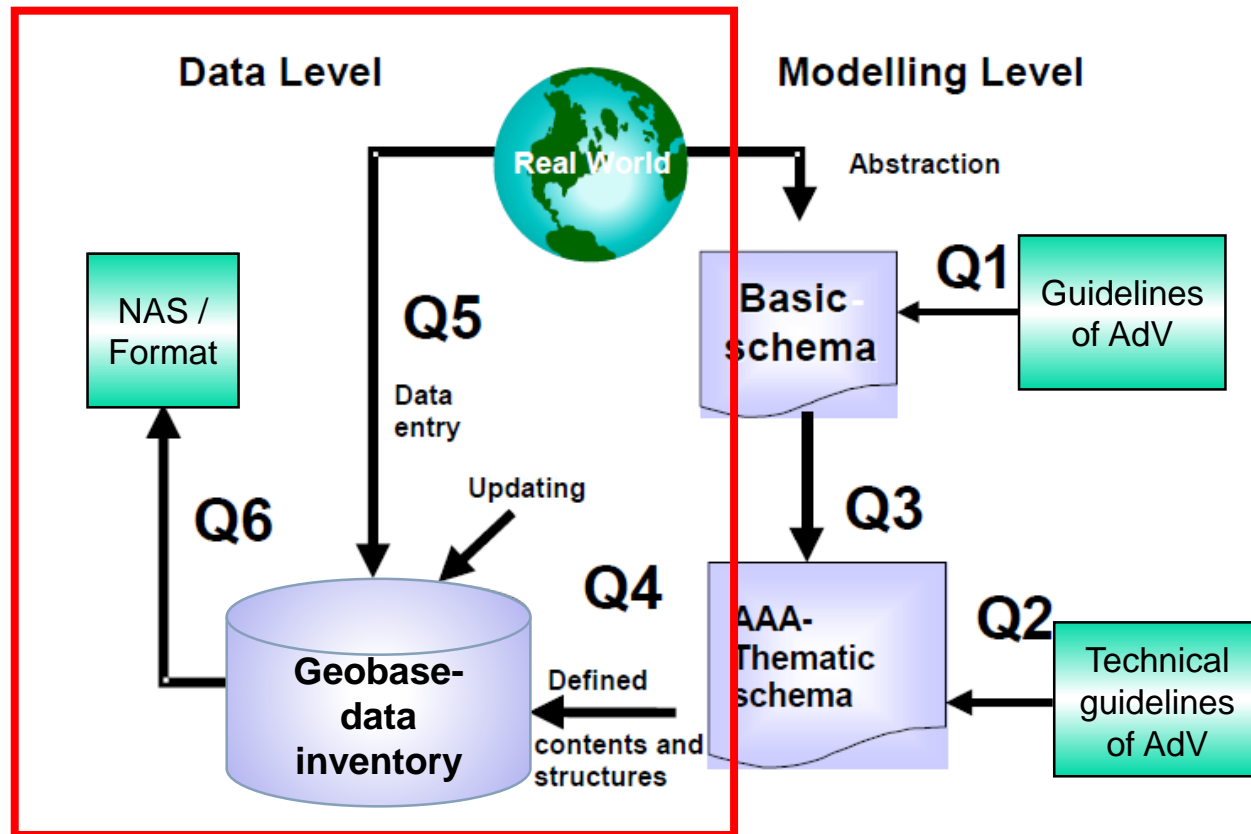 Data Level
Modelling Level
Real World
Abstraction
Basic-
schema
Q1
Guidelines
of AdV
NAS /
Format
Q5
Data
entry
Updating
Q6
Q3
Q4
Geobase-
data
inventory
Defined
contents and
structures
AAA-
Thematic
schema
Q2
Technical
guidelines
of AdV